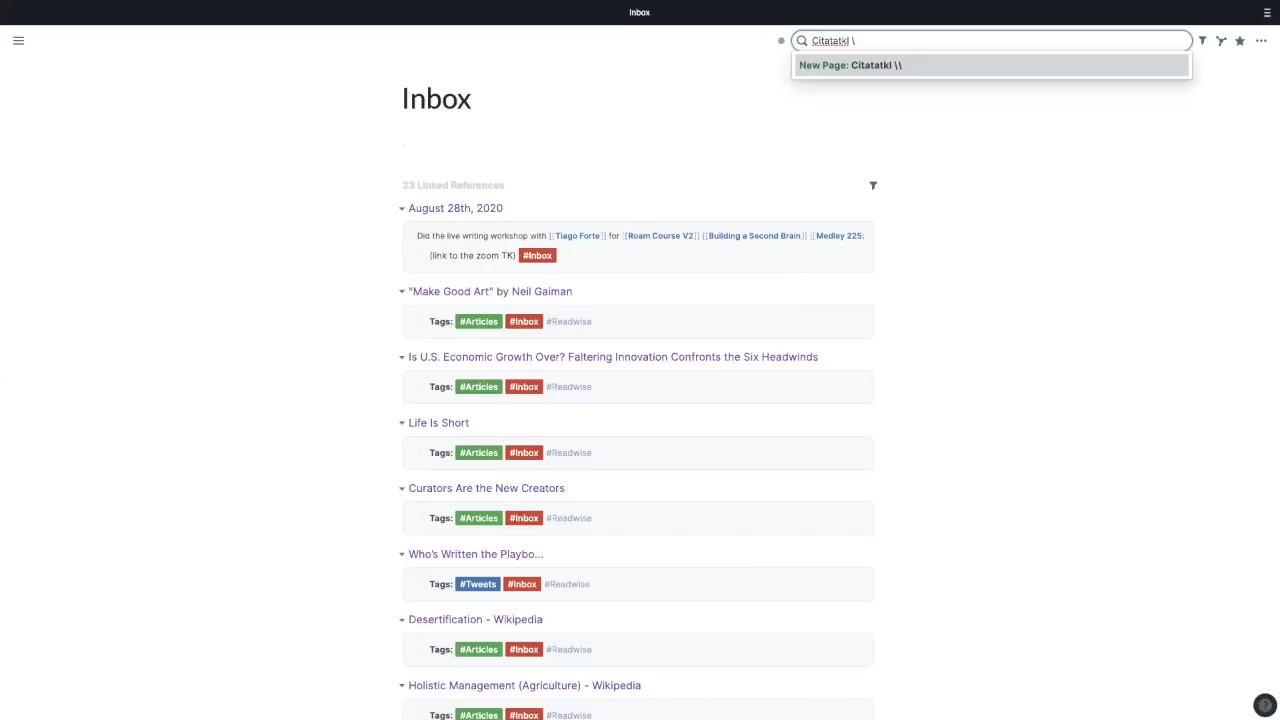 Inbox
Citatatkl \
New Page: Citatatkl \\
Inbox
23 Linked References
August 28th, 2020
Did the live writing workshop with [[Tiago Forte]] for [[Roam Course V2]] [[Building a Second Brain]] [[Medley 225:
(link to the zoom TK) #Inbox
"Make Good Art" by Neil Gaiman
Tags: #Articles #Inbox #Readwise
Is U.S. Economic Growth Over? Faltering Innovation Confronts the Six Headwinds
Tags: #Articles #Inbox #Readwise
Life Is Short
Tags: #Articles #Inbox #Readwise
Curators Are the New Creators
Tags: #Articles #Inbox #Readwise
Who's Written the Playbo...
Tags: #Tweets #Inbox #Readwise
Desertification - Wikipedia
Tags: #Articles #Inbox #Readwise
Holistic Management (Agriculture) - Wikipedia
Tags: #Articles #Inbox #Readwise